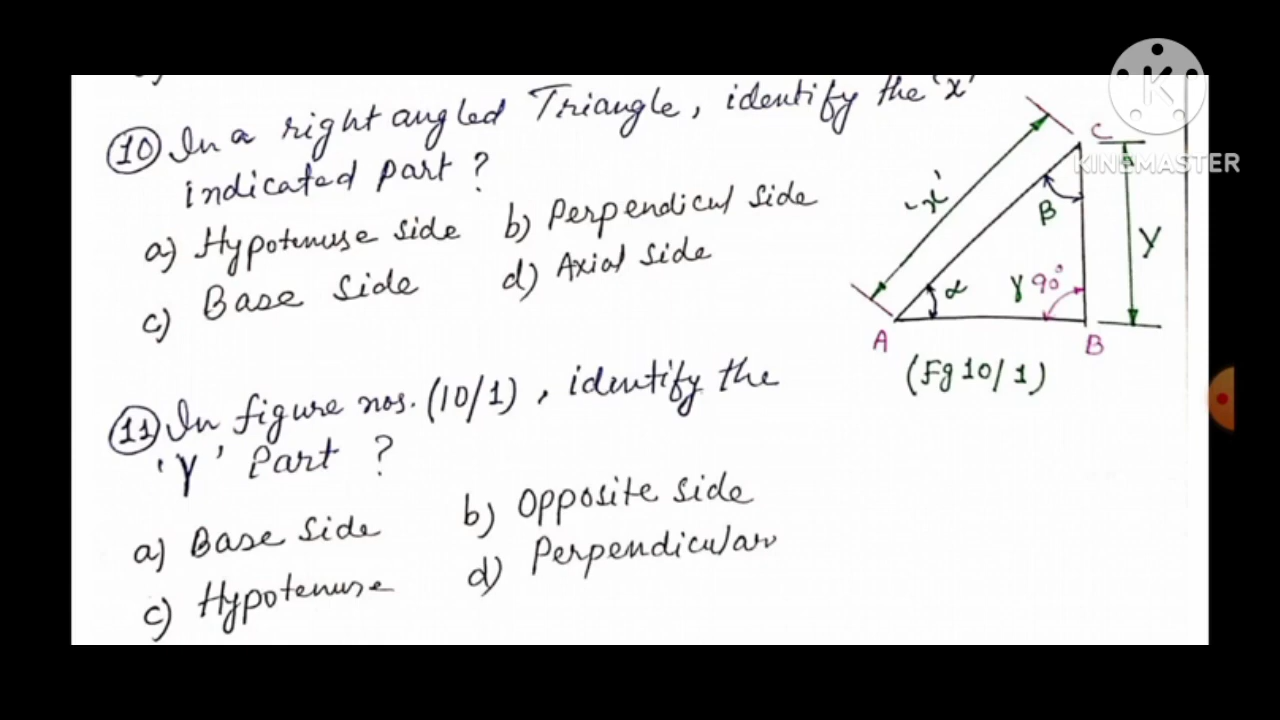 10 In a right angled Triangle, identify the 'x'
indicated part ?
a) Hypotenuse side b) Perpendicul side
c) Base side d) Axial side
11 In figure nos. (10/1), identify the
'Y' Part ?
a) Base Side b) Opposite side
c) Hypotenuse d) Perpendicular
C
'x'
β
Y
α γ 90°
A B
(Fg 10/1)
K
KINEMASTER